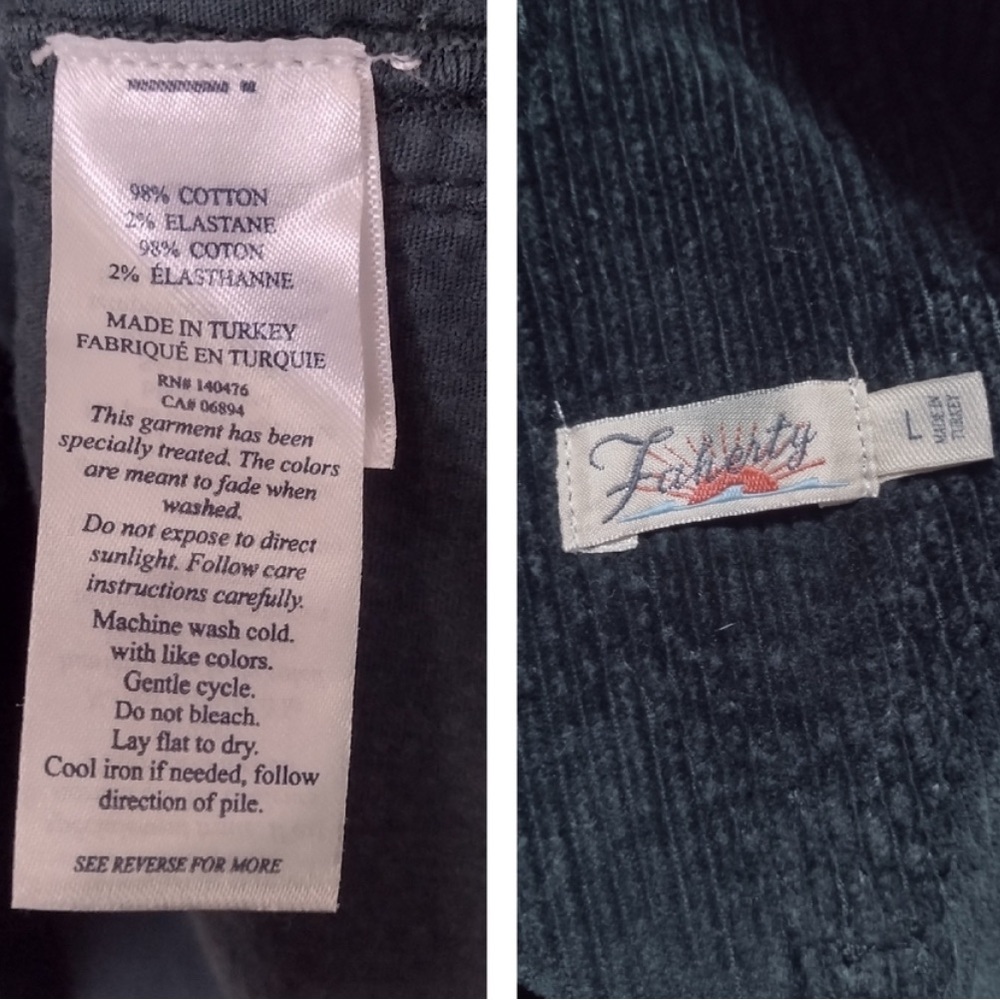 98% COTTON
2% ELASTANE
98% COTON
2% ÉLASTHANNE
MADE IN TURKEY
FABRIQUÉ EN TURQUIE
RN# 140476
CA# 06894
This garment has been
specially treated. The colors
are meant to fade when
washed.
Do not expose to direct
sunlight. Follow care
instructions carefully.
Machine wash cold.
with like colors.
Gentle cycle.
Do not bleach.
Lay flat to dry.
Cool iron if needed, follow
direction of pile.
SEE REVERSE FOR MORE
Faherty
L
MADE IN
TURKEY